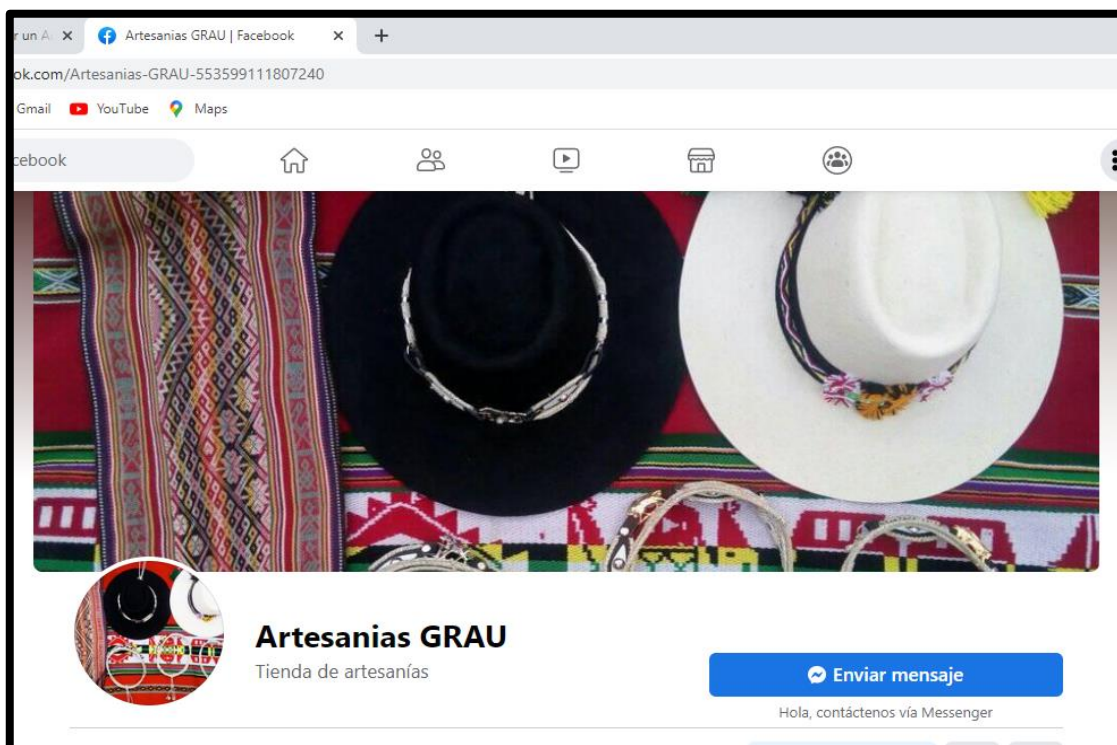 r un A
Artesanias GRAU | Facebook
ok.com/Artesanias-GRAU-553599111807240
Gmail YouTube Maps
cebook
Artesanias GRAU
Tienda de artesanías
Enviar mensaje
Hola, contáctenos vía Messenger